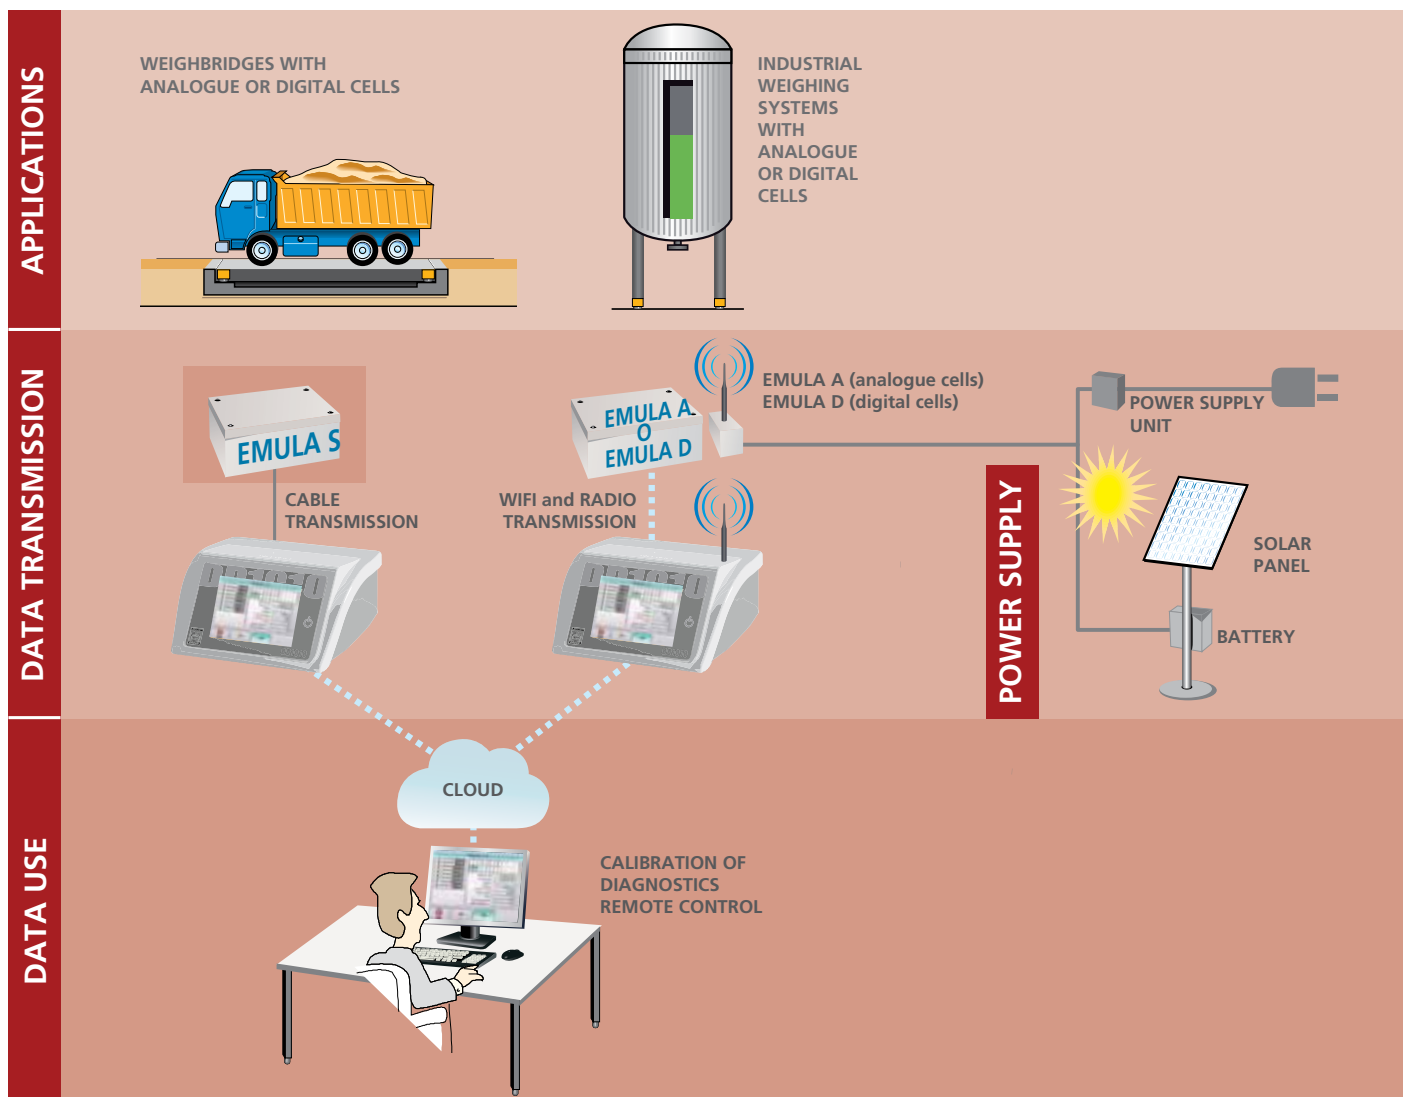 APPLICATIONS
WEIGHBRIDGES WITH
ANALOGUE OR DIGITAL CELLS
INDUSTRIAL
WEIGHING
SYSTEMS
WITH
ANALOGUE
OR DIGITAL
CELLS
DATA TRANSMISSION
EMULA S
CABLE
TRANSMISSION
EMULA A
O
EMULA D
EMULA A (analogue cells)
EMULA D (digital cells)
WIFI and RADIO
TRANSMISSION
POWER SUPPLY
POWER SUPPLY
UNIT
SOLAR
PANEL
BATTERY
DATA USE
CLOUD
CALIBRATION OF
DIAGNOSTICS
REMOTE CONTROL